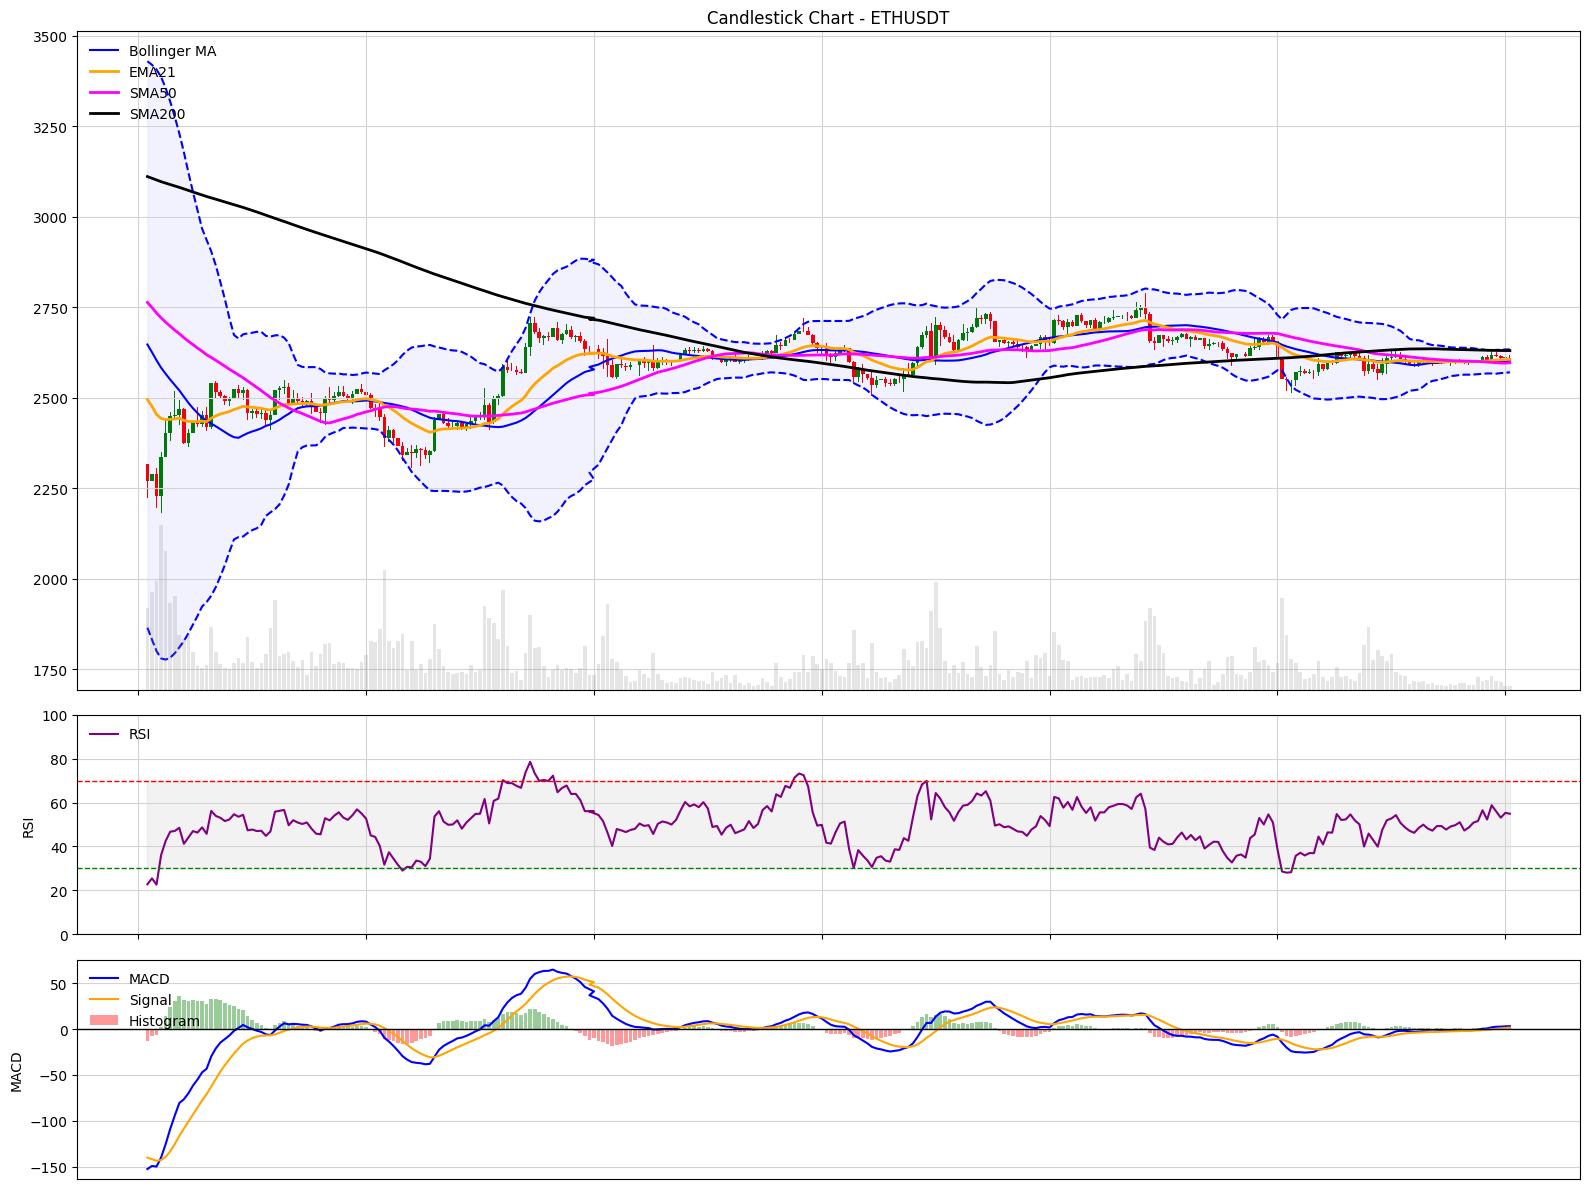 Candlestick Chart - ETHUSDT
3500
3250
3000
2750
2500
2250
2000
1750
Bollinger MA
EMA21
SMA50
SMA200
100
80
60
40
20
0
RSI
RSI
50
0
−50
−100
−150
MACD
MACD
Signal
Histogram